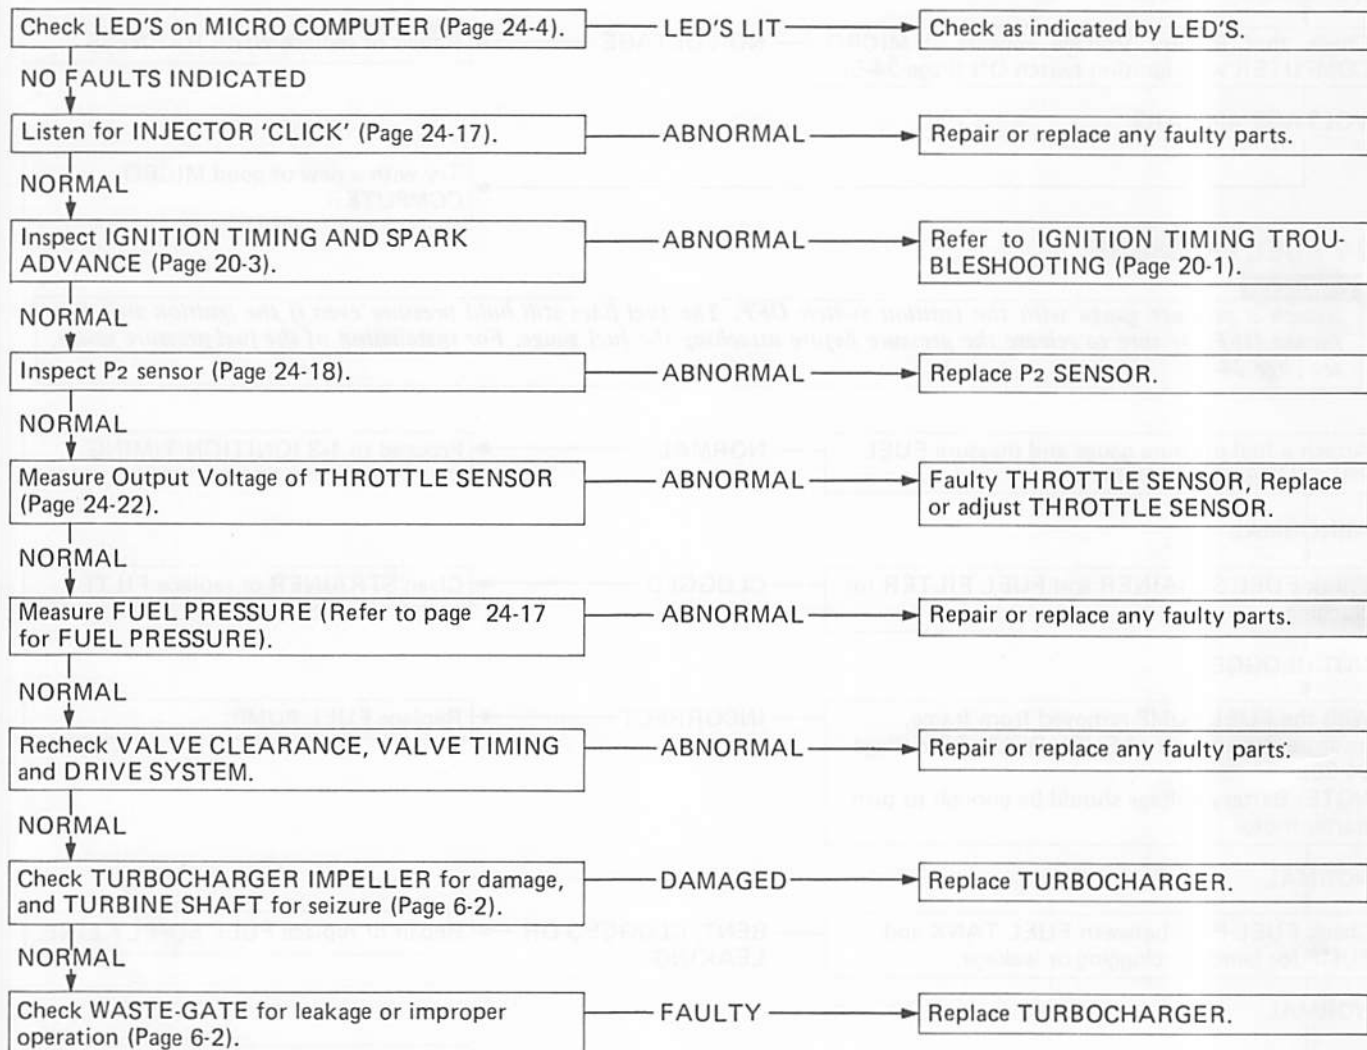 Check LED'S on MICRO COMPUTER (Page 24-4).
LED'S LIT
Check as indicated by LED'S.
NO FAULTS INDICATED
Listen for INJECTOR 'CLICK' (Page 24-17).
ABNORMAL
Repair or replace any faulty parts.
NORMAL
Inspect IGNITION TIMING AND SPARK
ADVANCE (Page 20-3).
ABNORMAL
Refer to IGNITION TIMING TROU-
BLESHOOTING (Page 20-1).
NORMAL
Inspect P2 sensor (Page 24-18).
ABNORMAL
Replace P2 SENSOR.
NORMAL
Measure Output Voltage of THROTTLE SENSOR
(Page 24-22).
ABNORMAL
Faulty THROTTLE SENSOR, Replace
or adjust THROTTLE SENSOR.
NORMAL
Measure FUEL PRESSURE (Refer to page 24-17
for FUEL PRESSURE).
ABNORMAL
Repair or replace any faulty parts.
NORMAL
Recheck VALVE CLEARANCE, VALVE TIMING
and DRIVE SYSTEM.
ABNORMAL
Repair or replace any faulty parts.
NORMAL
Check TURBOCHARGER IMPELLER for damage,
and TURBINE SHAFT for seizure (Page 6-2).
DAMAGED
Replace TURBOCHARGER.
NORMAL
Check WASTE-GATE for leakage or improper
operation (Page 6-2).
FAULTY
Replace TURBOCHARGER.